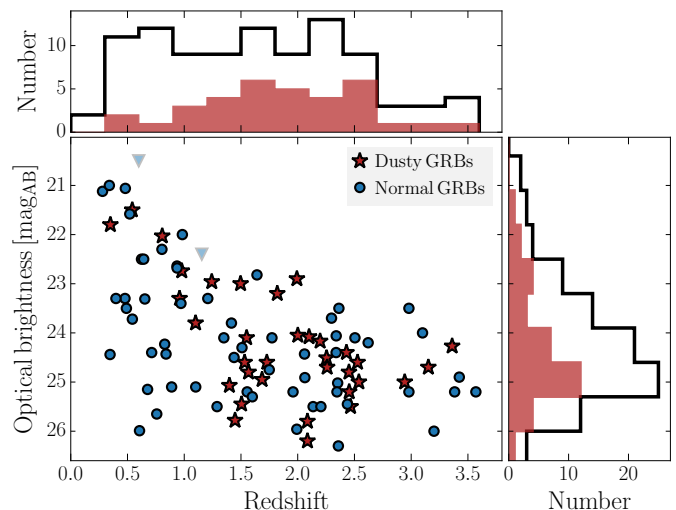 10
5
0
Number
21
22
23
24
25
26
Optical brightness [mag_AB]
Dusty GRBs
Normal GRBs
0.0 0.5 1.0 1.5 2.0 2.5 3.0 3.5
Redshift
0 10 20
Number